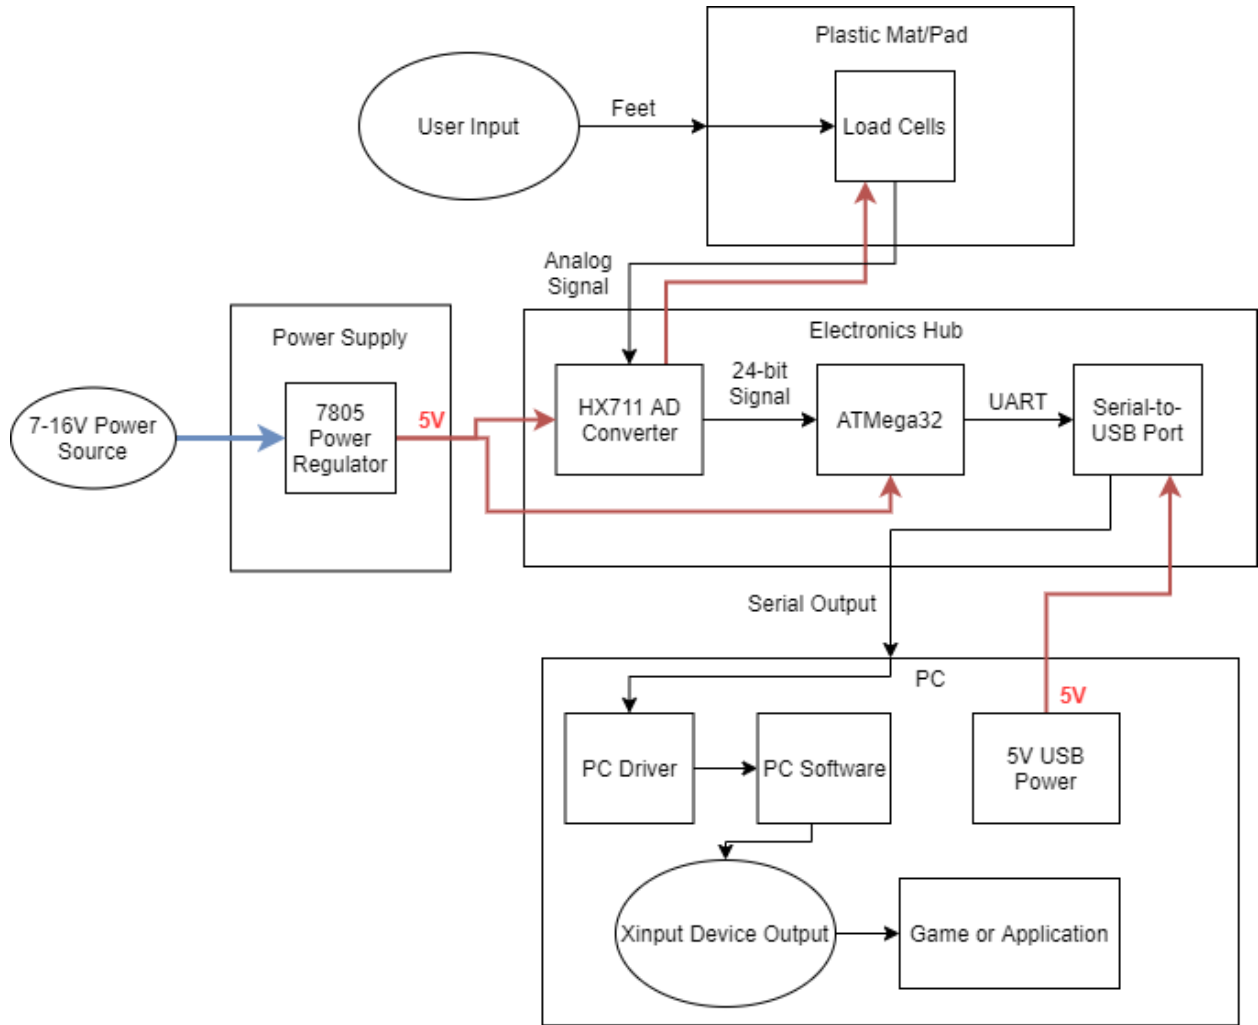 Plastic Mat/Pad
User Input
Feet
Load Cells
Analog
Signal
Power Supply
Electronics Hub
7-16V Power
Source
7805
Power
Regulator
5V
HX711 AD
Converter
24-bit
Signal
ATMega32
UART
Serial-to-
USB Port
Serial Output
PC
5V
PC Driver
PC Software
5V USB
Power
Xinput Device Output
Game or Application